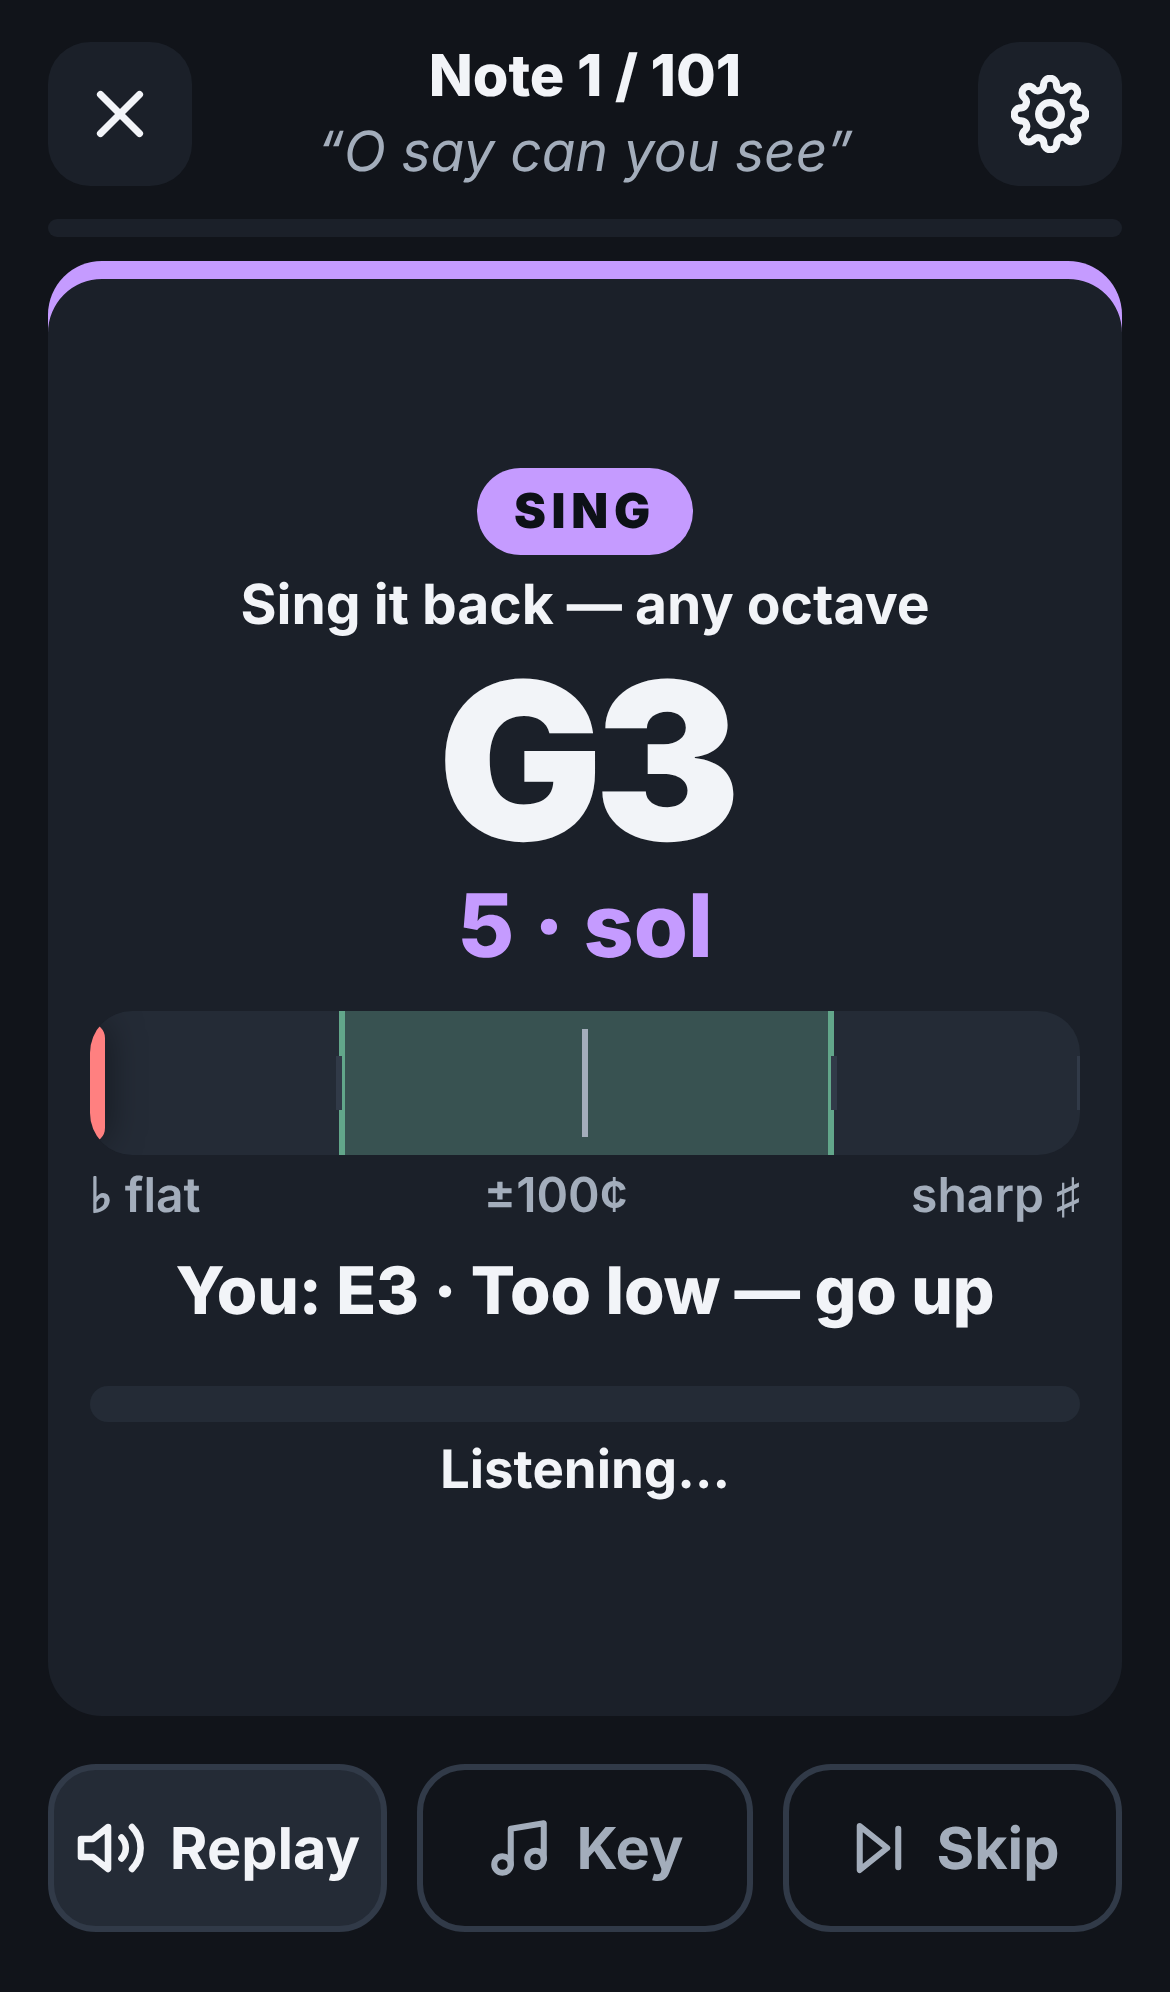 Note 1 / 101
“O say can you see”
SING
Sing it back — any octave
G3
5 · sol
♭ flat ±100¢ sharp ♯
You: E3 · Too low — go up
Listening…
Replay Key Skip